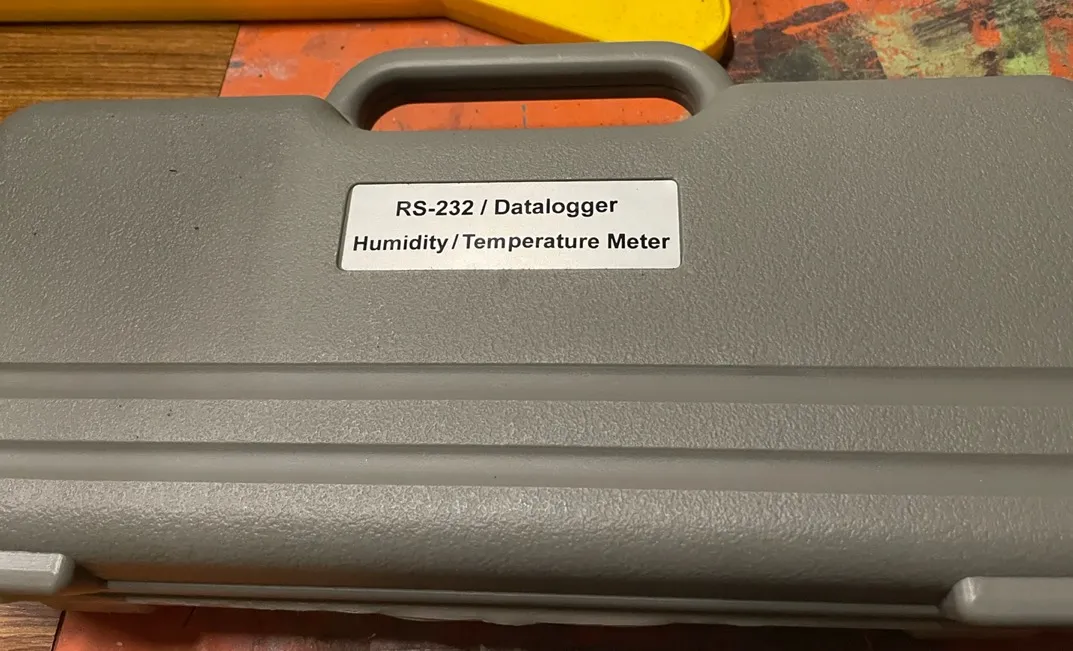 RS-232 / Datalogger
Humidity / Temperature Meter